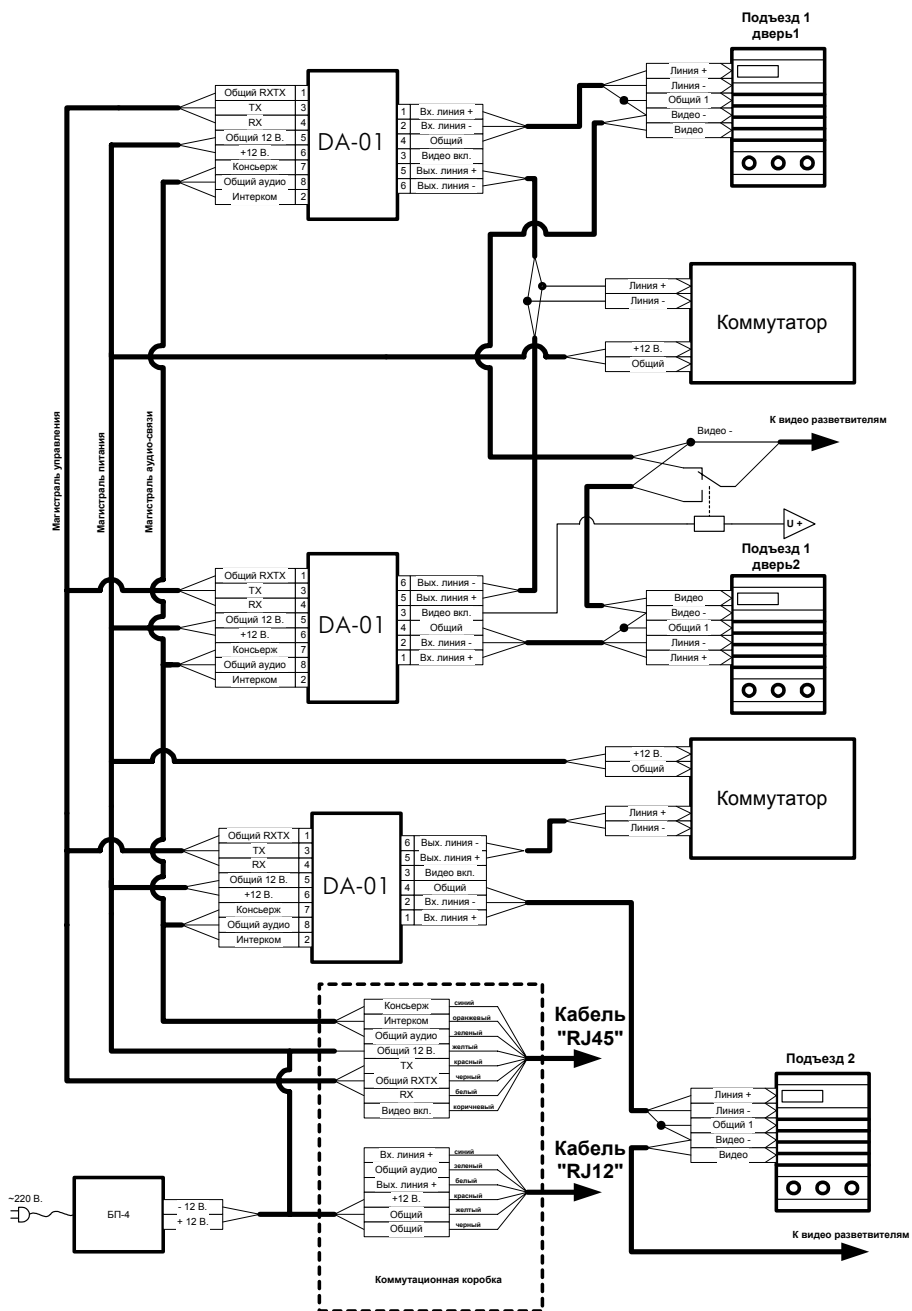 Подъезд 1
дверь1
Общий RXTX 1
TX 3
RX 4
Общий 12 В. 5
+12 В. 6
Консьерж 7
Общий аудио 8
Интерком 2
DA-01
1 Вх. линия +
2 Вх. линия -
4 Общий
3 Видео вкл.
5 Вых. линия +
6 Вых. линия -
Линия +
Линия -
Общий 1
Видео -
Видео
Линия +
Линия -
+12 В.
Общий
Коммутатор
Магистраль управления
Магистраль питания
Магистраль аудио-связи
Видео -
К видео разветвителям
U +
Подъезд 1
дверь2
Общий RXTX 1
TX 3
RX 4
Общий 12 В. 5
+12 В. 6
Консьерж 7
Общий аудио 8
Интерком 2
DA-01
6 Вых. линия -
5 Вых. линия +
3 Видео вкл.
4 Общий
2 Вх. линия -
1 Вх. линия +
Видео
Видео -
Общий 1
Линия -
Линия +
+12 В.
Общий
Линия +
Линия -
Коммутатор
Общий RXTX 1
TX 3
RX 4
Общий 12 В. 5
+12 В. 6
Консьерж 7
Общий аудио 8
Интерком 2
DA-01
6 Вых. линия -
5 Вых. линия +
3 Видео вкл.
4 Общий
2 Вх. линия -
1 Вх. линия +
Консьерж синий
Интерком оранжевый
Общий аудио зеленый
Общий 12 В. желтый
TX красный
Общий RXTX черный
RX белый
Видео вкл. коричневый
Кабель
"RJ45"
Подъезд 2
Линия +
Линия -
Общий 1
Видео -
Видео
Вх. линия + синий
Общий аудио зеленый
Вых. линия + белый
+12 В. красный
Общий желтый
Общий черный
Кабель
"RJ12"
~220 В.
БП-4
- 12 В.
+ 12 В.
К видео разветвителям
Коммутационная коробка